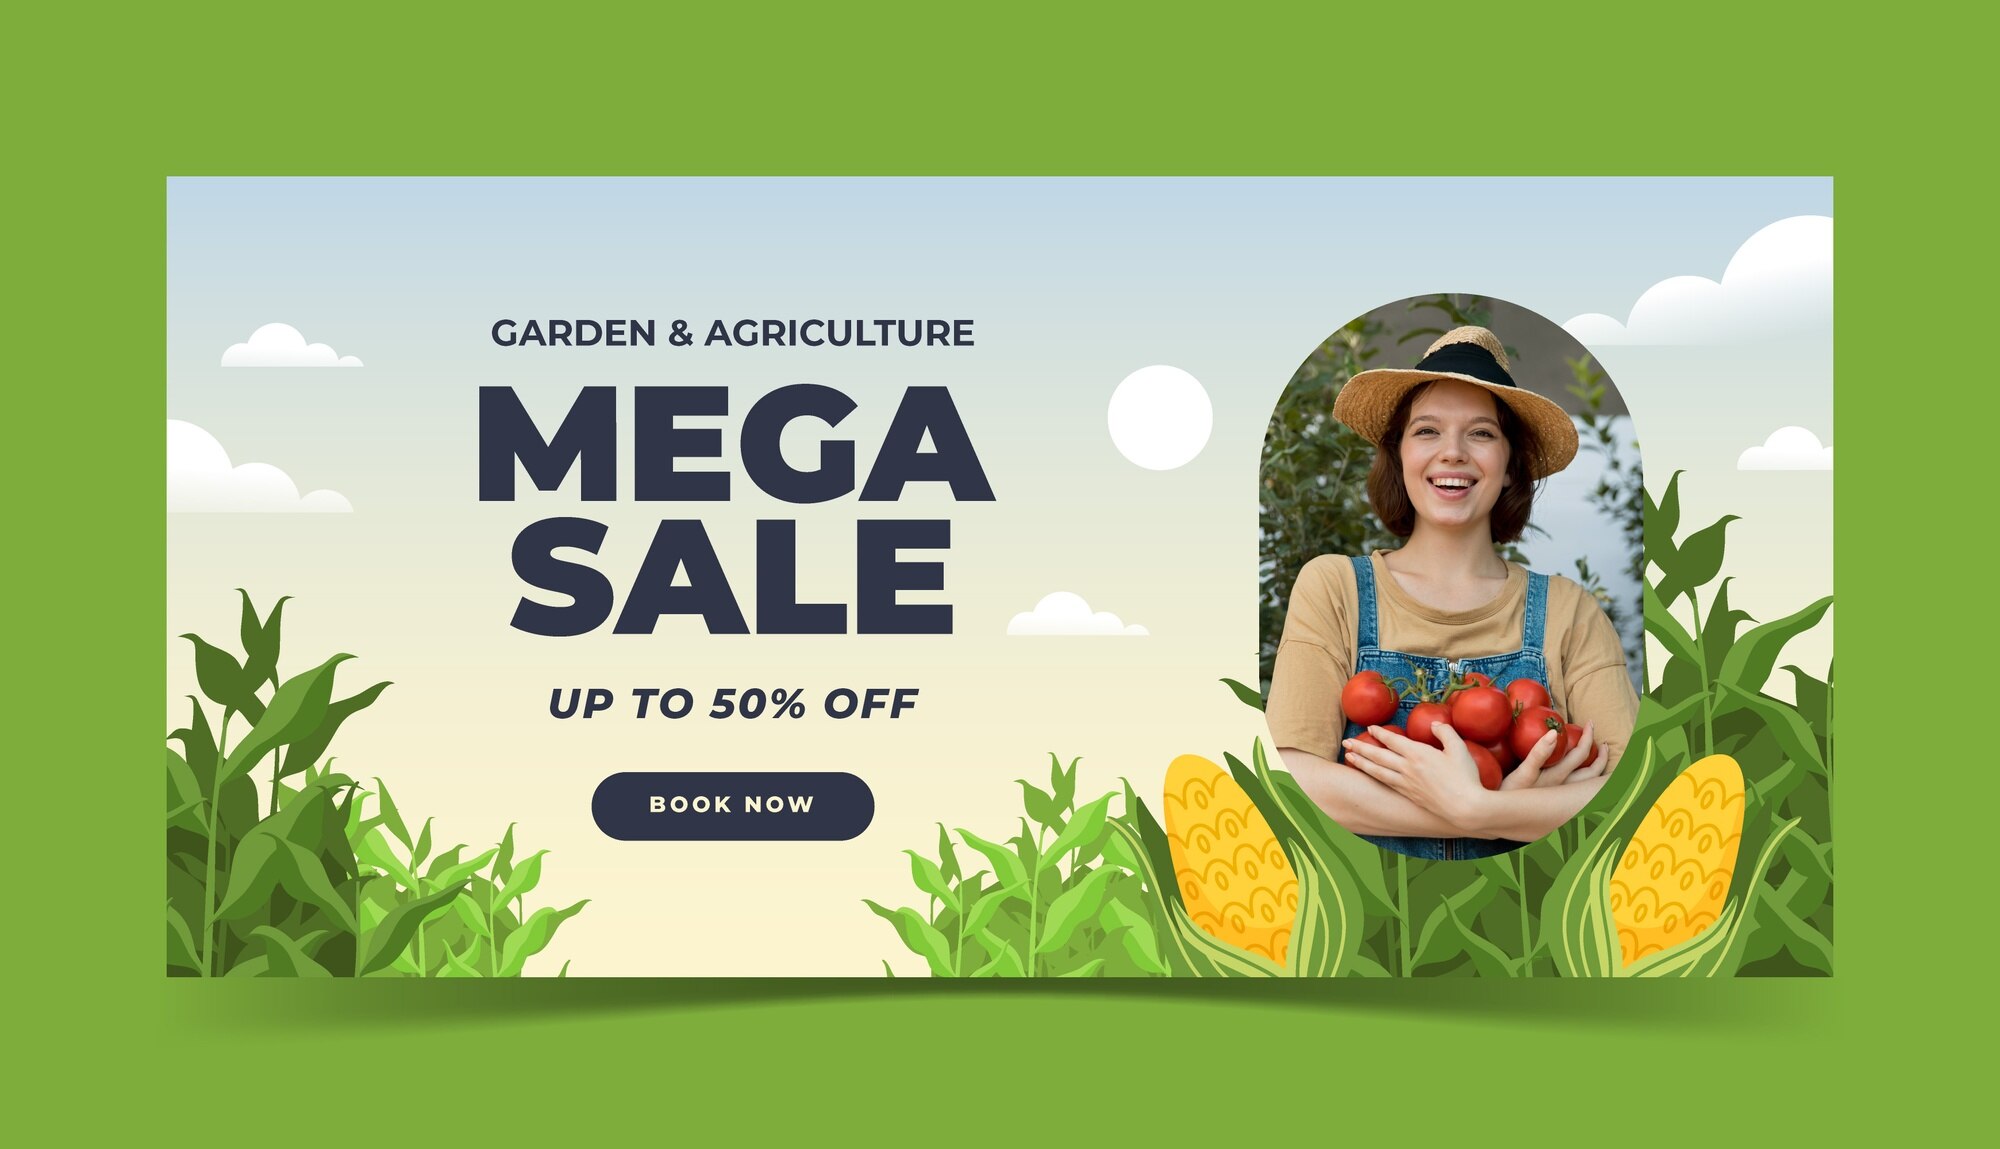 GARDEN & AGRICULTURE
MEGA
SALE
UP TO 50% OFF
BOOK NOW